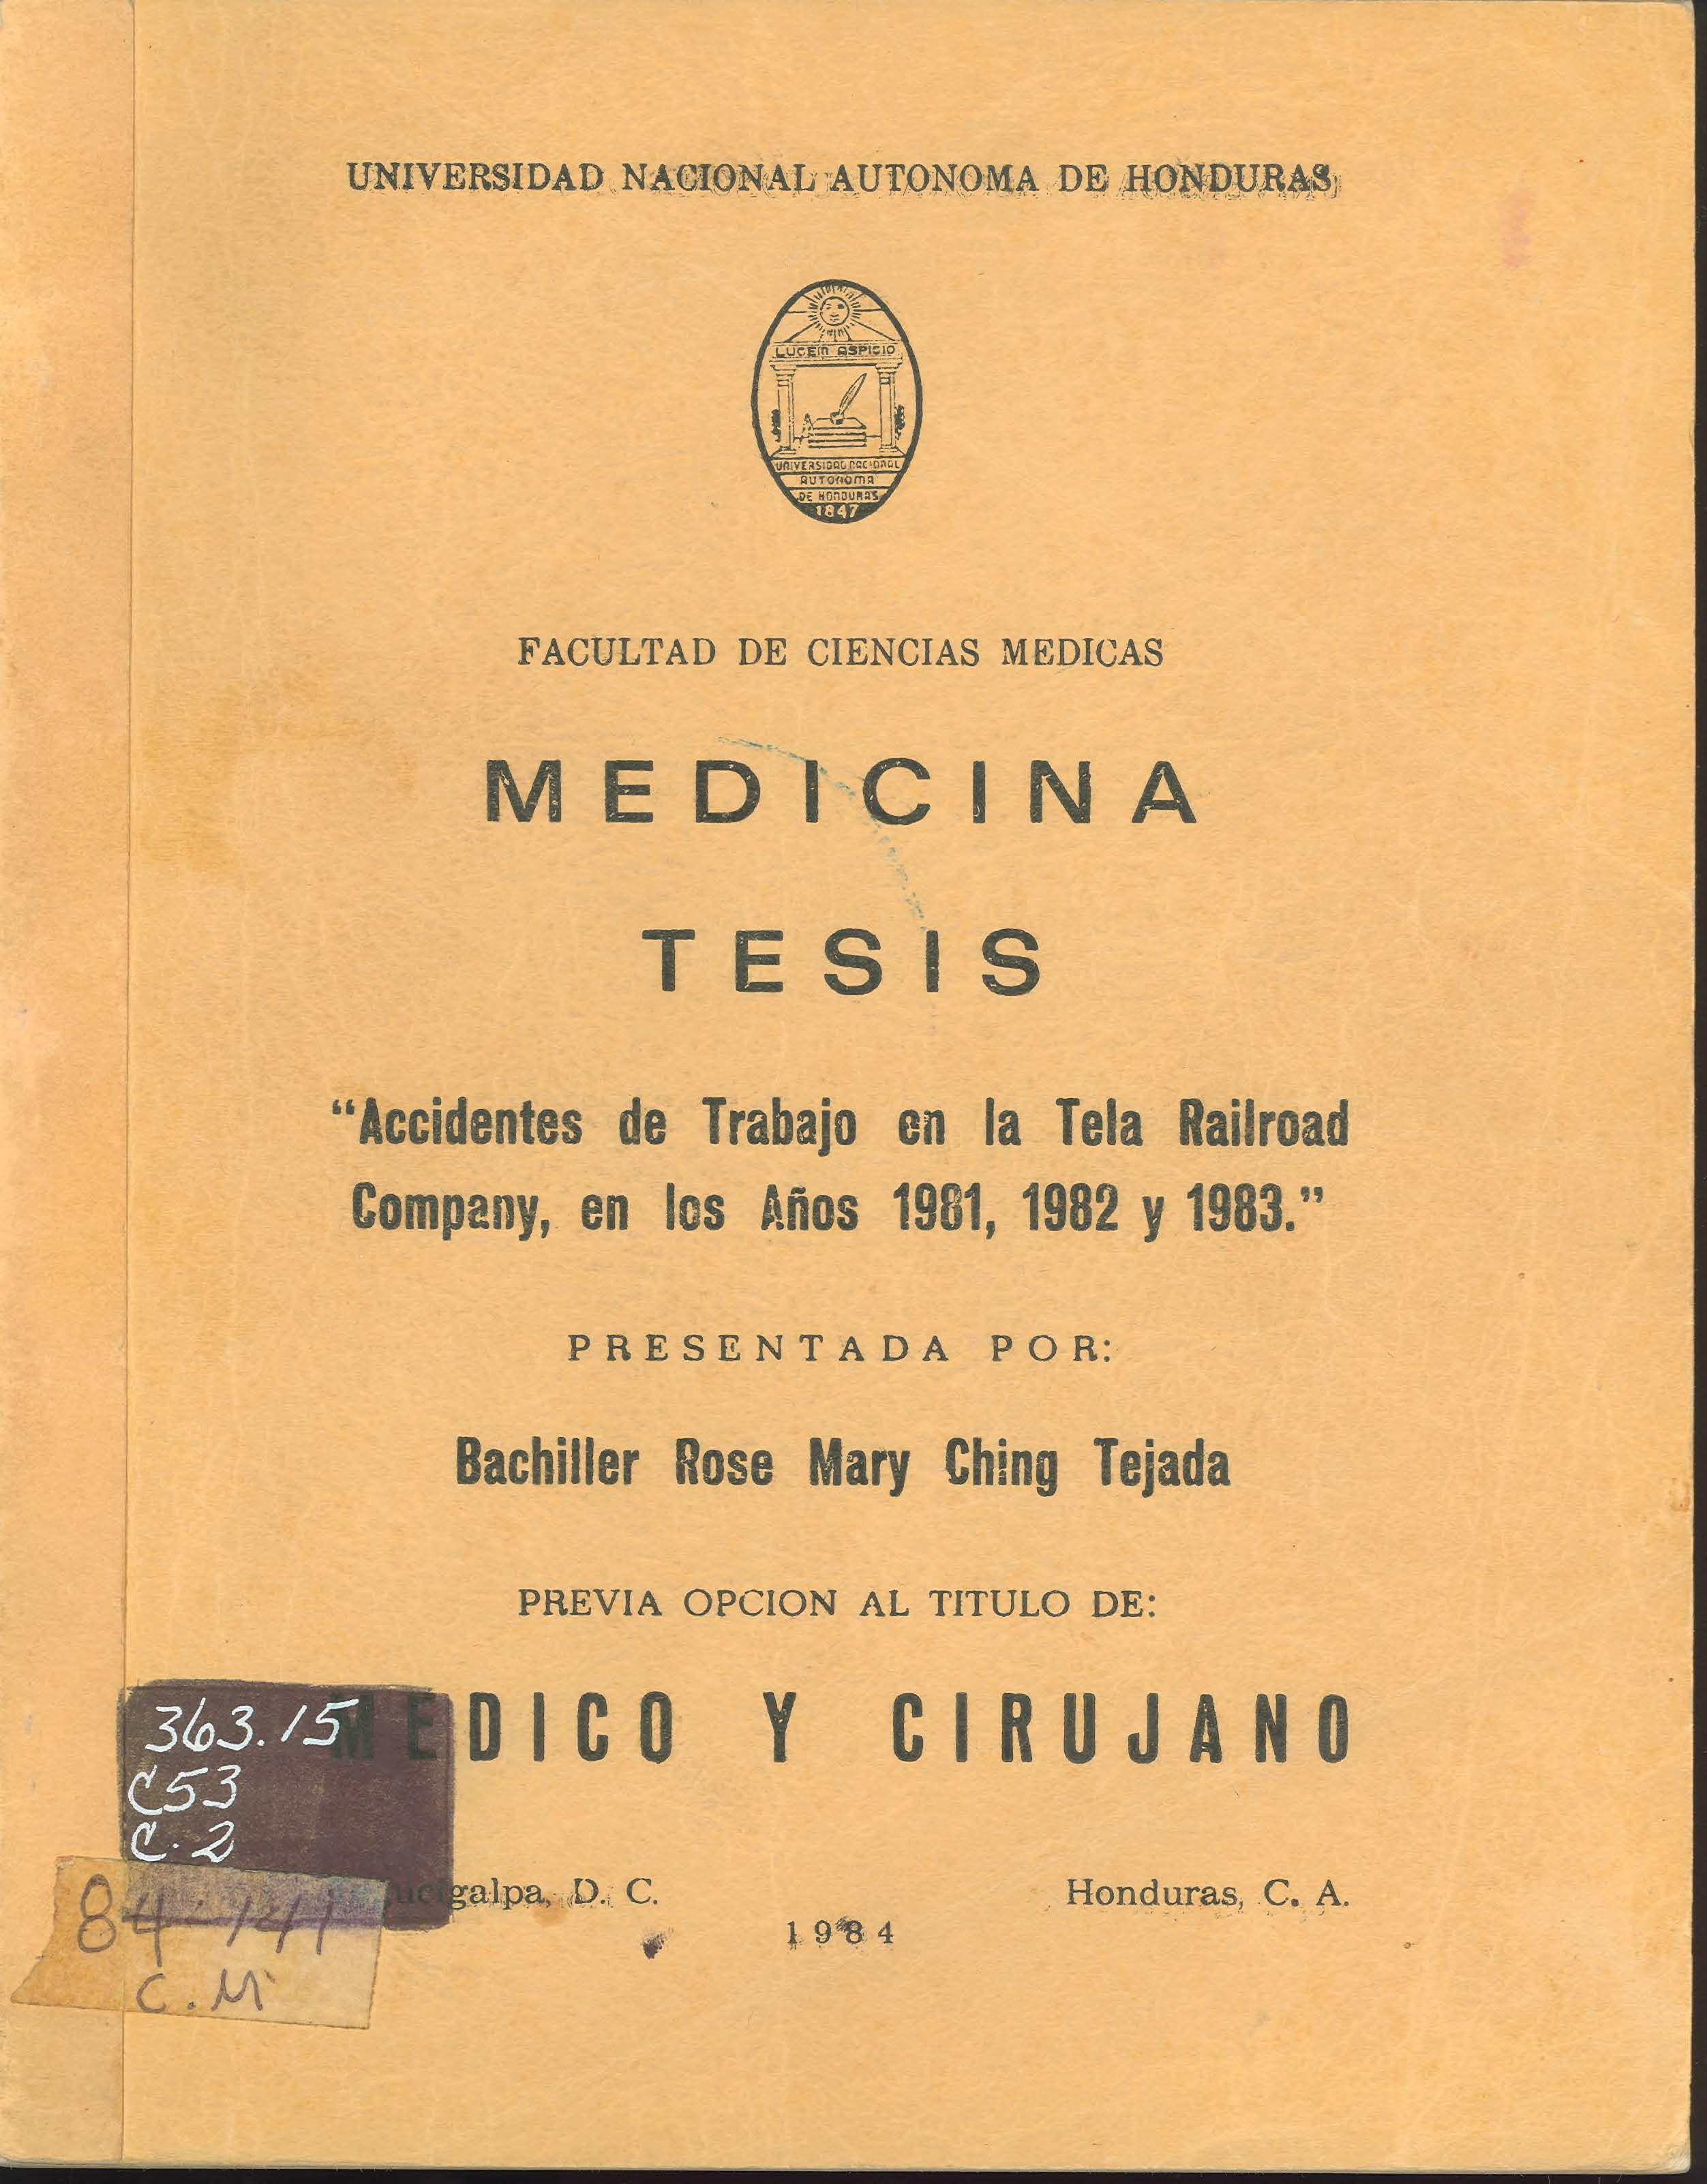 UNIVERSIDAD NACIONAL AUTONOMA DE HONDURAS
LUCEM ASPICIO
UNIVERSIDAD NACIONAL
AUTONOMA
DE HONDURAS
1847
FACULTAD DE CIENCIAS MEDICAS
MEDICINA
TESIS
“Accidentes de Trabajo en la Tela Railroad
Company, en los Años 1981, 1982 y 1983.”
PRESENTADA POR:
Bachiller Rose Mary Ching Tejada
PREVIA OPCION AL TITULO DE:
MEDICO Y CIRUJANO
363.15
C53
C.2
D. C. Honduras, C. A.
1984
84-141
C.M